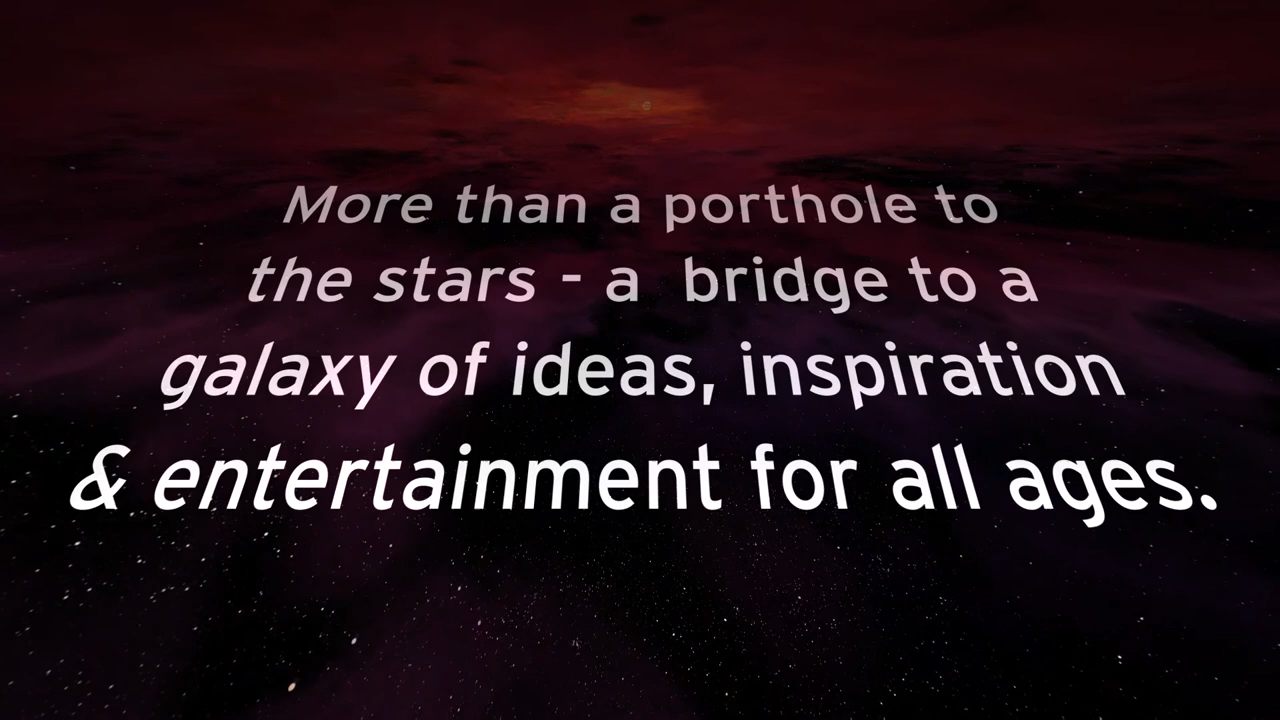 More than a porthole to
the stars - a  bridge to a
galaxy of ideas, inspiration
& entertainment for all ages.